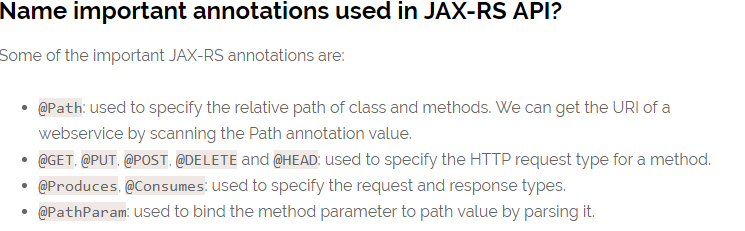 Name important annotations used in JAX-RS API?
Some of the important JAX-RS annotations are:
• @Path: used to specify the relative path of class and methods. We can get the URI of a
webservice by scanning the Path annotation value.
• @GET, @PUT, @POST, @DELETE and @HEAD: used to specify the HTTP request type for a method.
• @Produces, @Consumes: used to specify the request and response types.
• @PathParam: used to bind the method parameter to path value by parsing it.